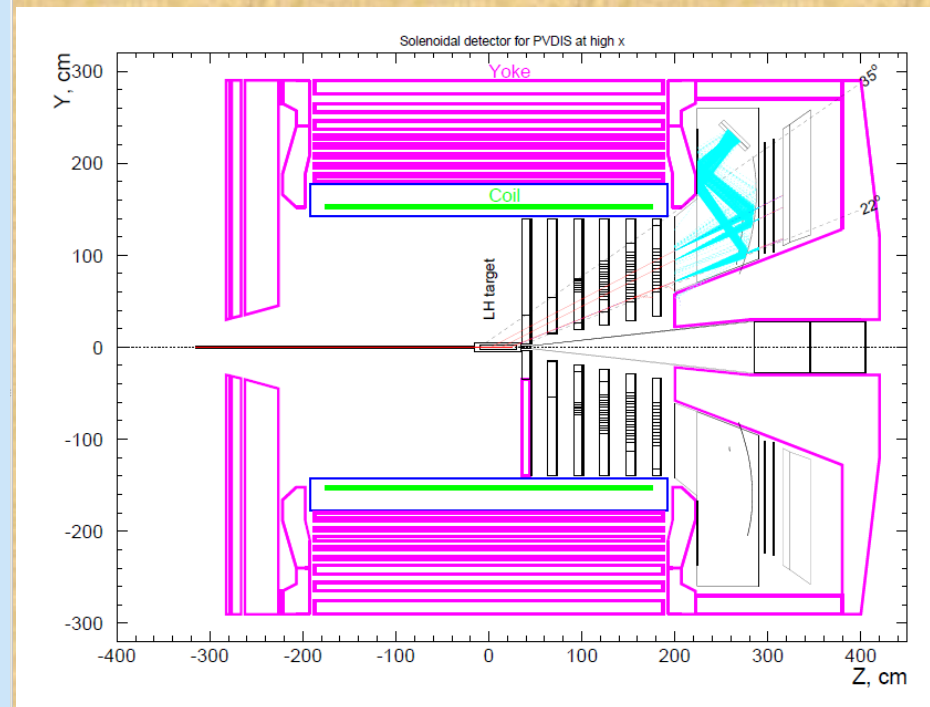 Solenoidal detector for PVDIS at high x
Y, cm
300
200
100
0
-100
-200
-300
Yoke
35°
Coil
22°
LH target
-400 -300 -200 -100 0 100 200 300 400
Z, cm